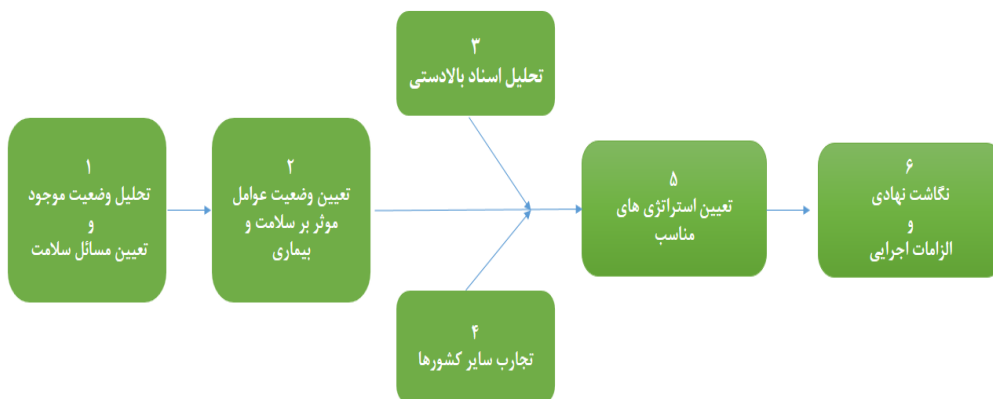 ۱
تحلیل وضعیت موجود
و
تعیین مسائل سلامت
۲
تعیین وضعیت عوامل
موثر بر سلامت و
بیماری
۳
تحلیل اسناد بالادستی
۴
تجارب سایر کشورها
۵
تعیین استراتژی های
مناسب
۶
نگاشت نهادی
و
الزامات اجرایی